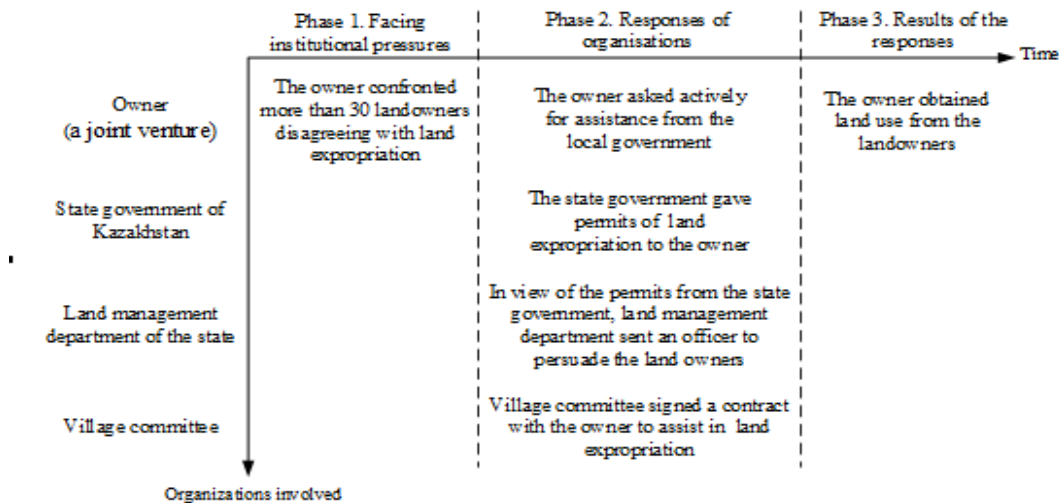 Phase 1. Facing
institutional pressures
Phase 2. Responses of
organisations
Phase 3. Results of the
responses
Time
Owner
(a joint venture)
The owner confronted
more than 30 landowners
disagreeing with land
expropriation
The owner asked actively
for assistance from the
local government
The owner obtained
land use from the
landowners
State government of
Kazakhstan
The state government gave
permits of land
expropriation to the owner
Land management
department of the state
In view of the permits from the state
government, land management
department sent an officer to
persuade the land owners
Village committee
Village committee signed a contract
with the owner to assist in land
expropriation
Organizations involved